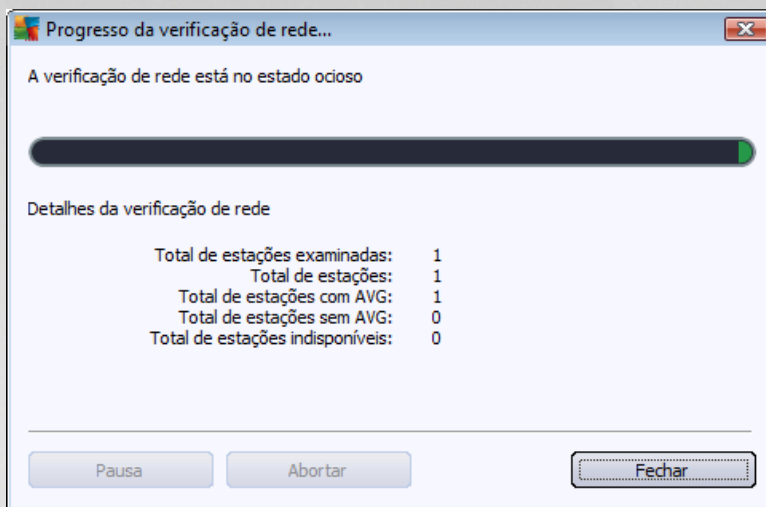 Progresso da verificação de rede...
A verificação de rede está no estado ocioso
Detalhes da verificação de rede
Total de estações examinadas: 1
Total de estações: 1
Total de estações com AVG: 1
Total de estações sem AVG: 0
Total de estações indisponíveis: 0
Pausa Abortar Fechar